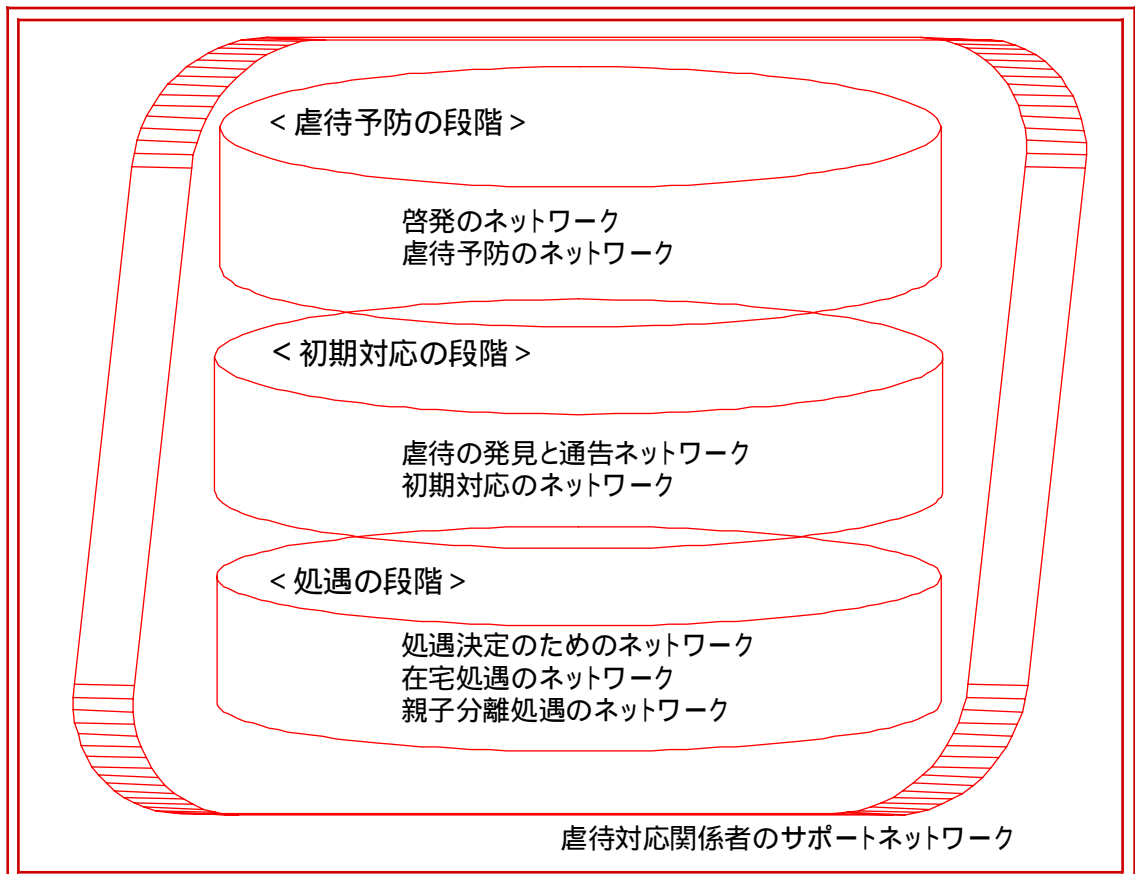 <虐待予防の段階>
啓発のネットワーク
虐待予防のネットワーク
<初期対応の段階>
虐待の発見と通告ネットワーク
初期対応のネットワーク
<処遇の段階>
処遇決定のためのネットワーク
在宅処遇のネットワーク
親子分離処遇のネットワーク
虐待対応関係者のサポートネットワーク